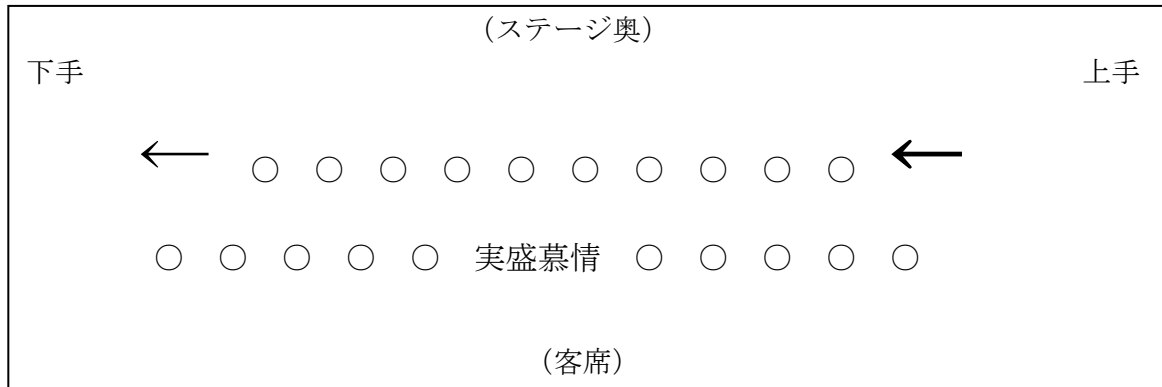 （ステージ奥）
下手 上手
← ○ ○ ○ ○ ○ ○ ○ ○ ○ ○ ←
○ ○ ○ ○ ○ 実盛慕情 ○ ○ ○ ○ ○
（客席）